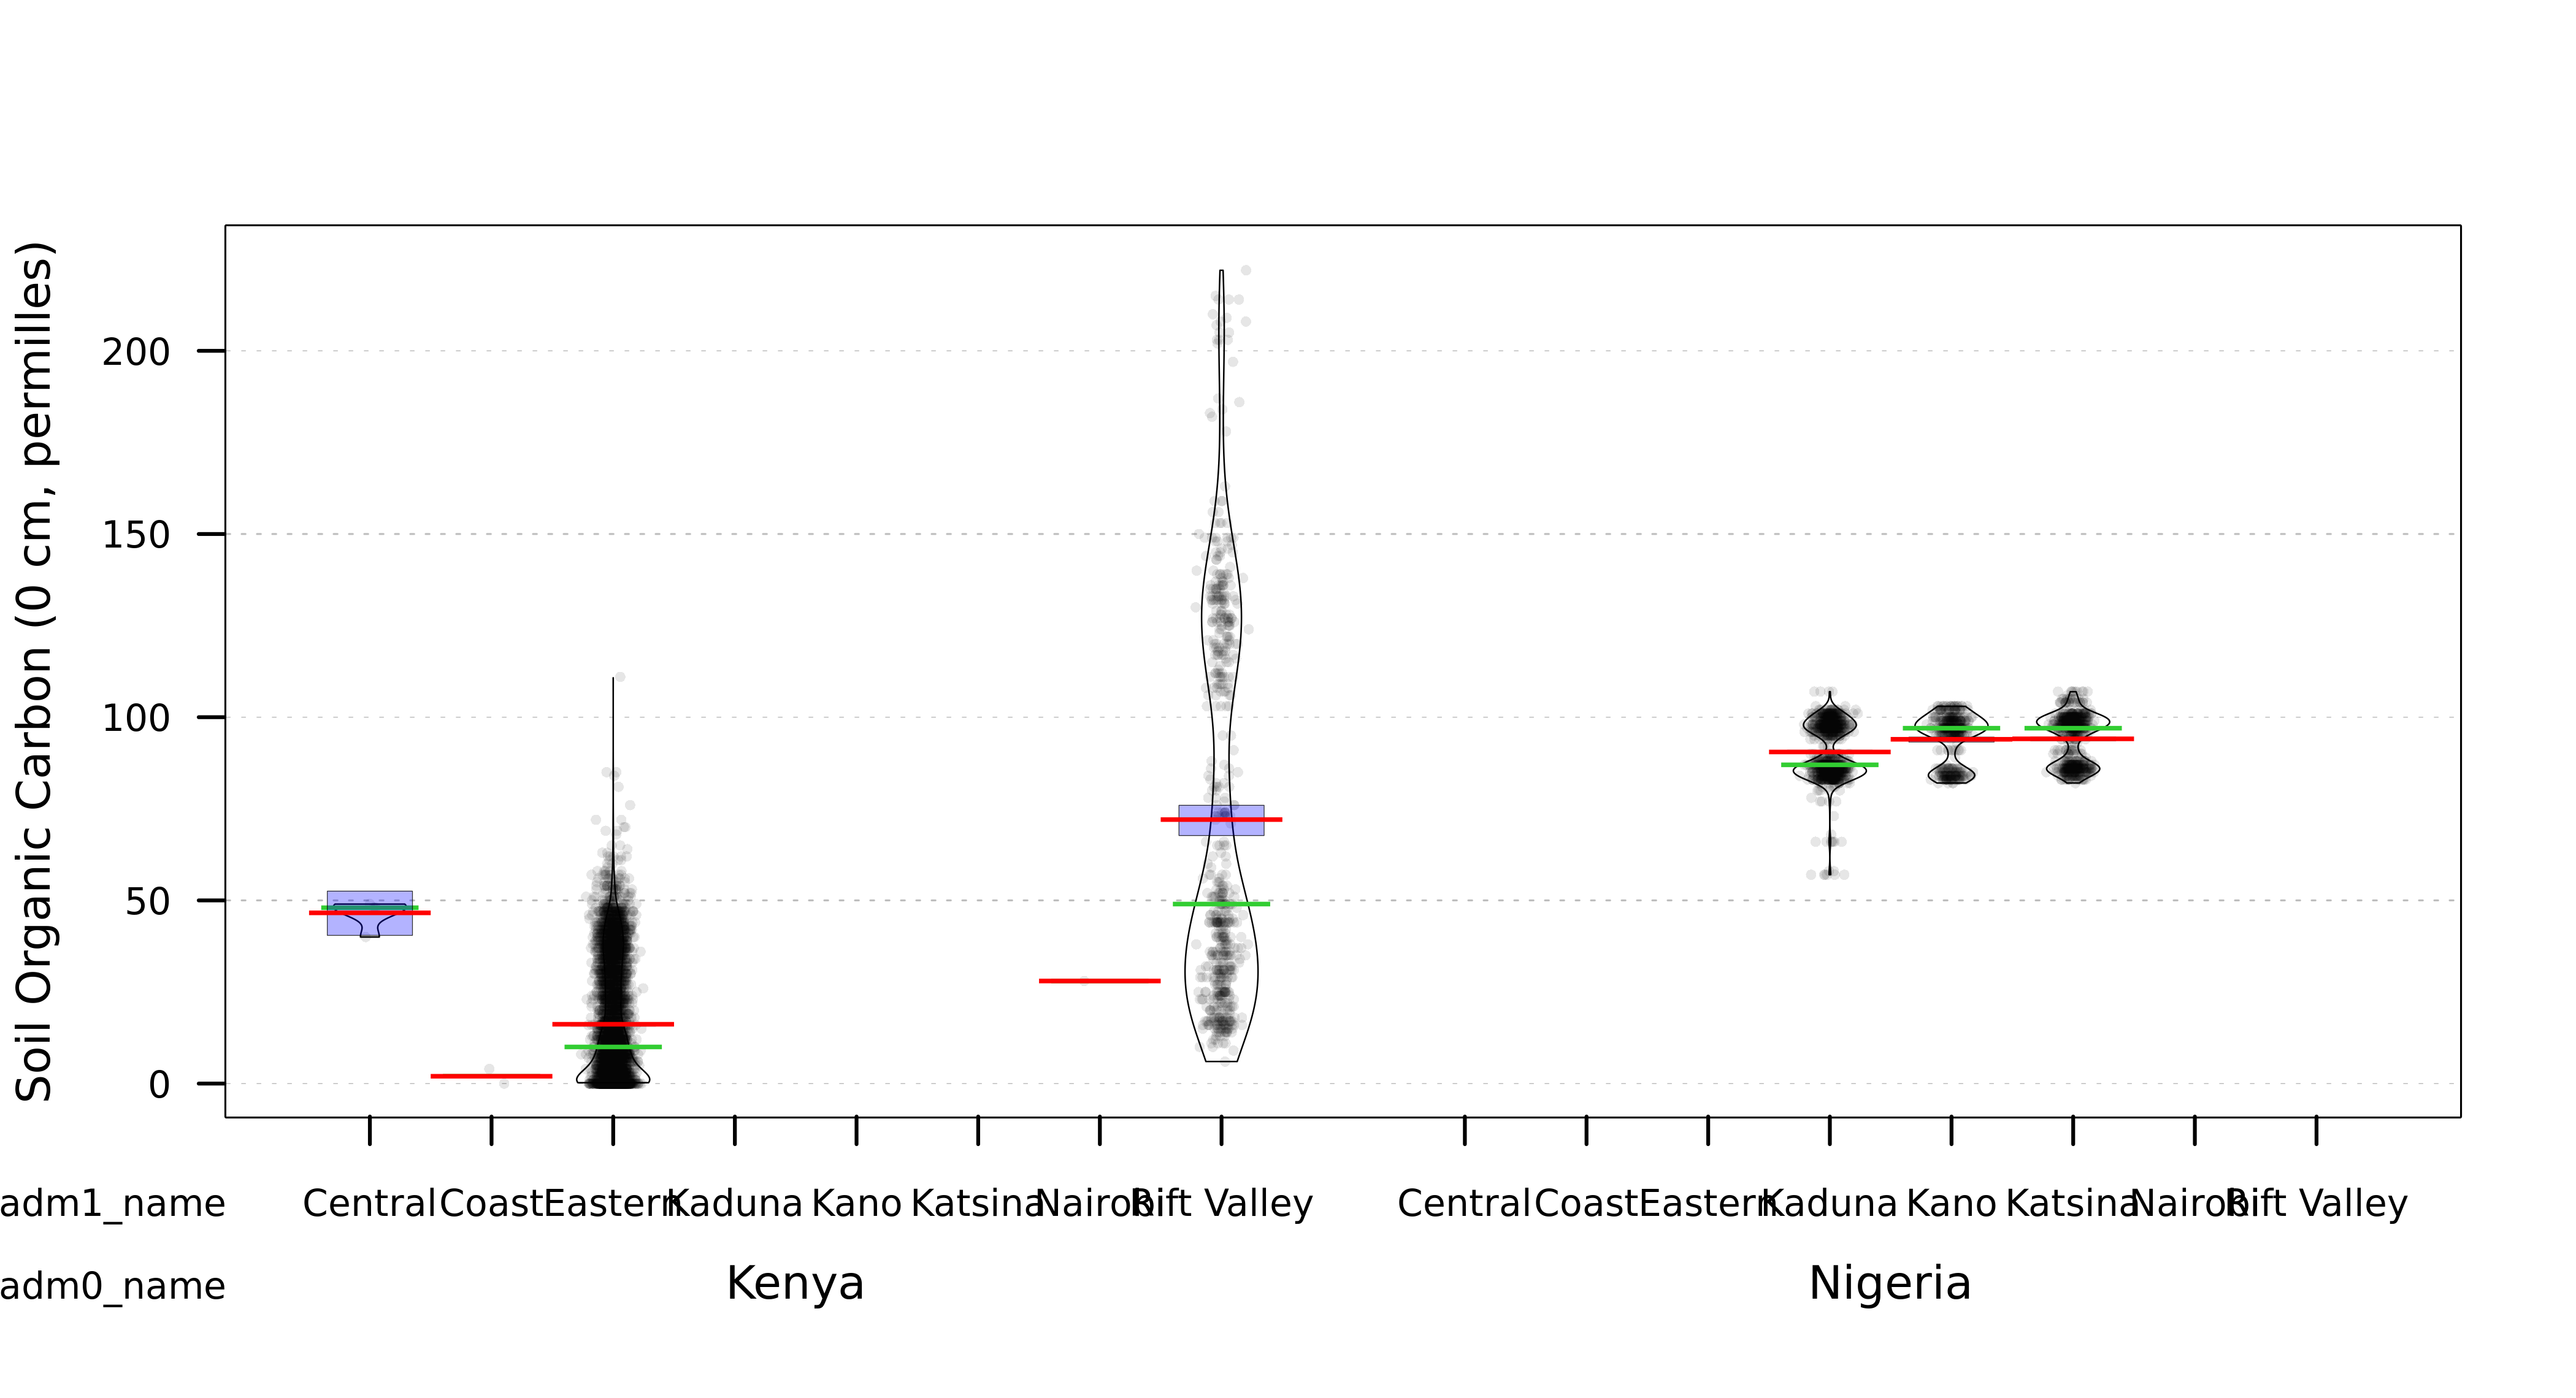 Soil Organic Carbon (0 cm, permilles)
200
150
100
50
0
adm1_name Central Coast Eastern Kaduna Kano Katsina Nairobi Rift Valley Central Coast Eastern Kaduna Kano Katsina Nairobi Rift Valley
adm0_name Kenya Nigeria